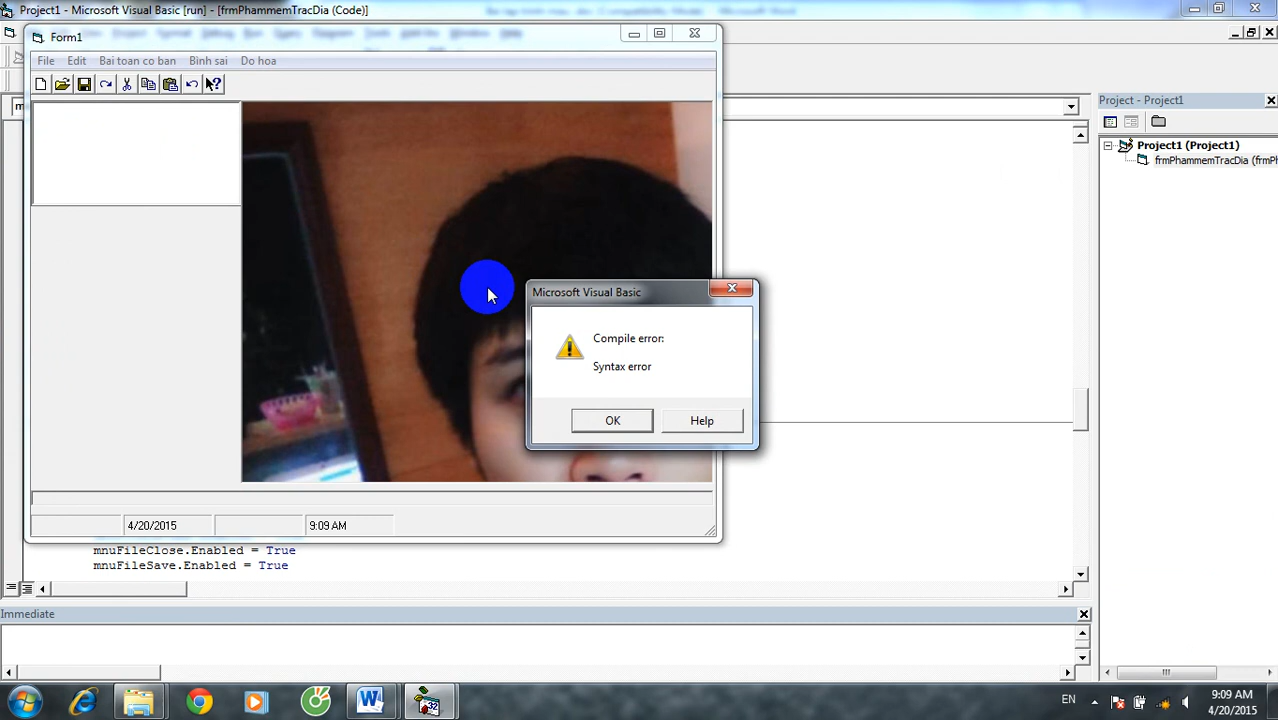 Project1 - Microsoft Visual Basic [run] - [frmPhammemTracDia (Code)]
Form1
File Edit Bai toan co ban Binh sai Do hoa
Project - Project1
Project1 (Project1)
frmPhammemTracDia (frmPh
Microsoft Visual Basic
Compile error:
Syntax error
OK Help
4/20/2015 9:09 AM
mnuFileClose.Enabled = True
mnuFileSave.Enabled = True
Immediate
EN
9:09 AM
4/20/2015